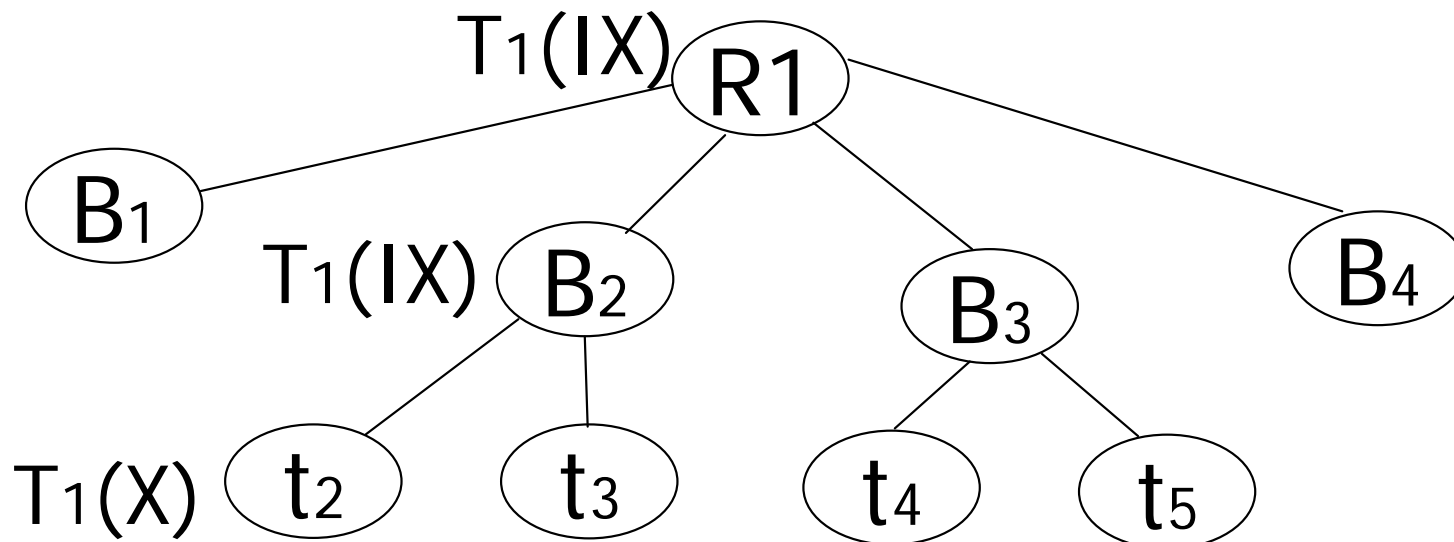 T1(IX) R1
B1
T1(IX) B2 B3 B4
T1(X) t2 t3 t4 t5